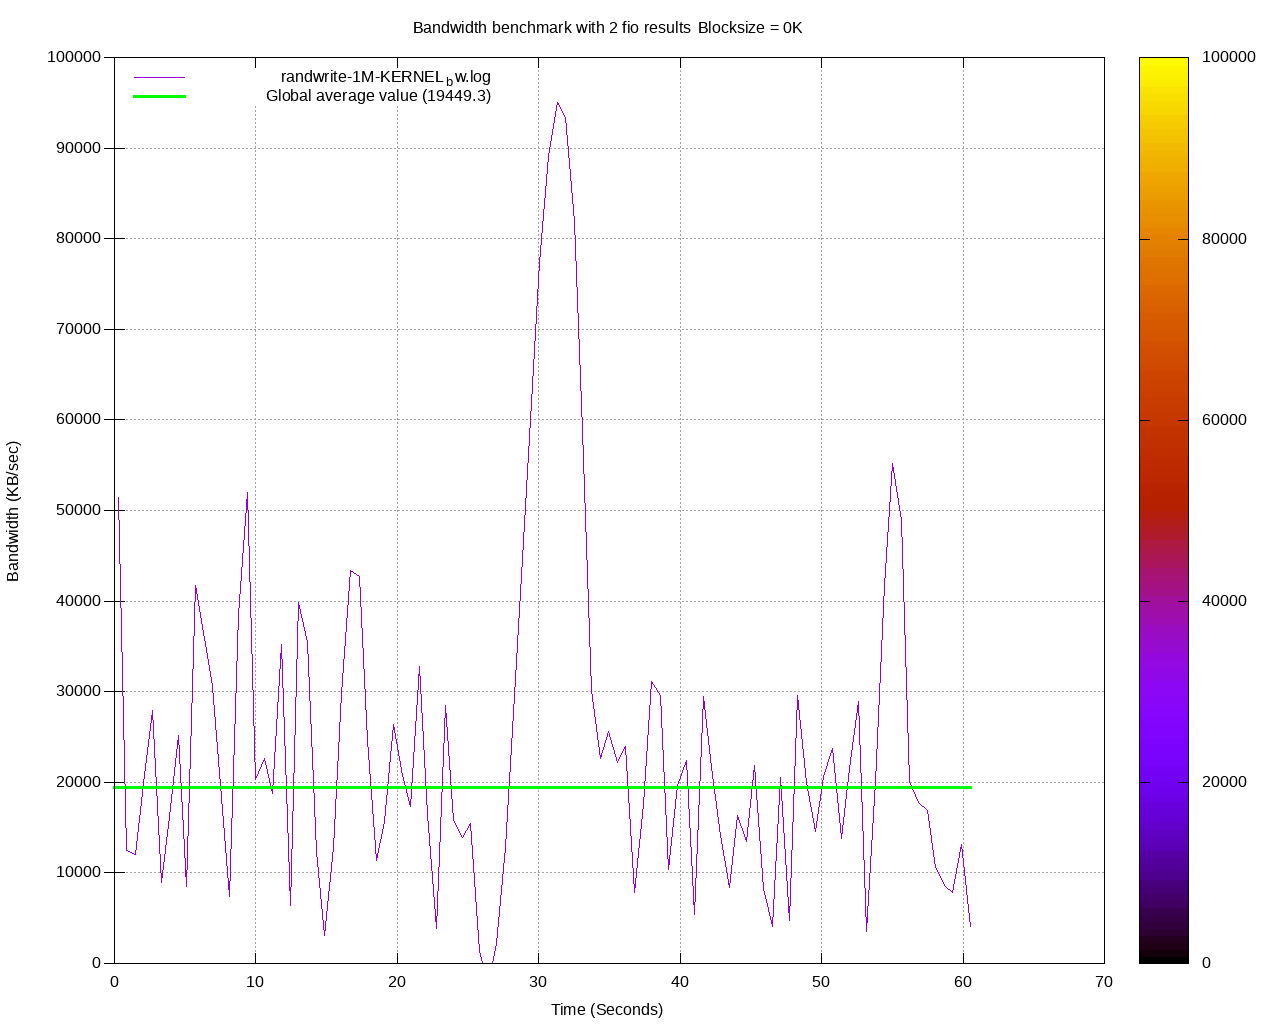 Bandwidth benchmark with 2 fio results Blocksize = 0K
randwrite-1M-KERNELbw.log
Global average value (19449.3)
100000
90000
80000
70000
60000
50000
40000
30000
20000
10000
0
Bandwidth (KB/sec)
0 10 20 30 40 50 60 70
Time (Seconds)
100000
80000
60000
40000
20000
0